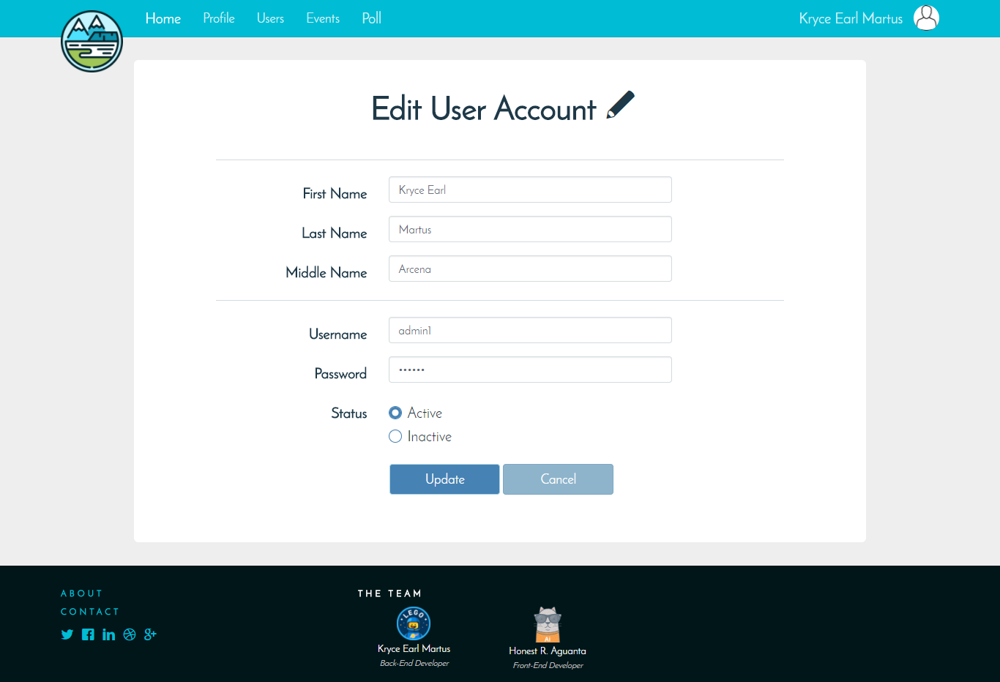 Home Profile Users Events Poll Kryce Earl Martus
Edit User Account
First Name Kryce Earl
Last Name Martus
Middle Name Arcena
Username admin1
Password ••••••
Status Active
Inactive
Update Cancel
ABOUT
CONTACT
THE TEAM
LEGO
Kryce Earl Martus
Back-End Developer
Ai
Honest R. Aguanta
Front-End Developer